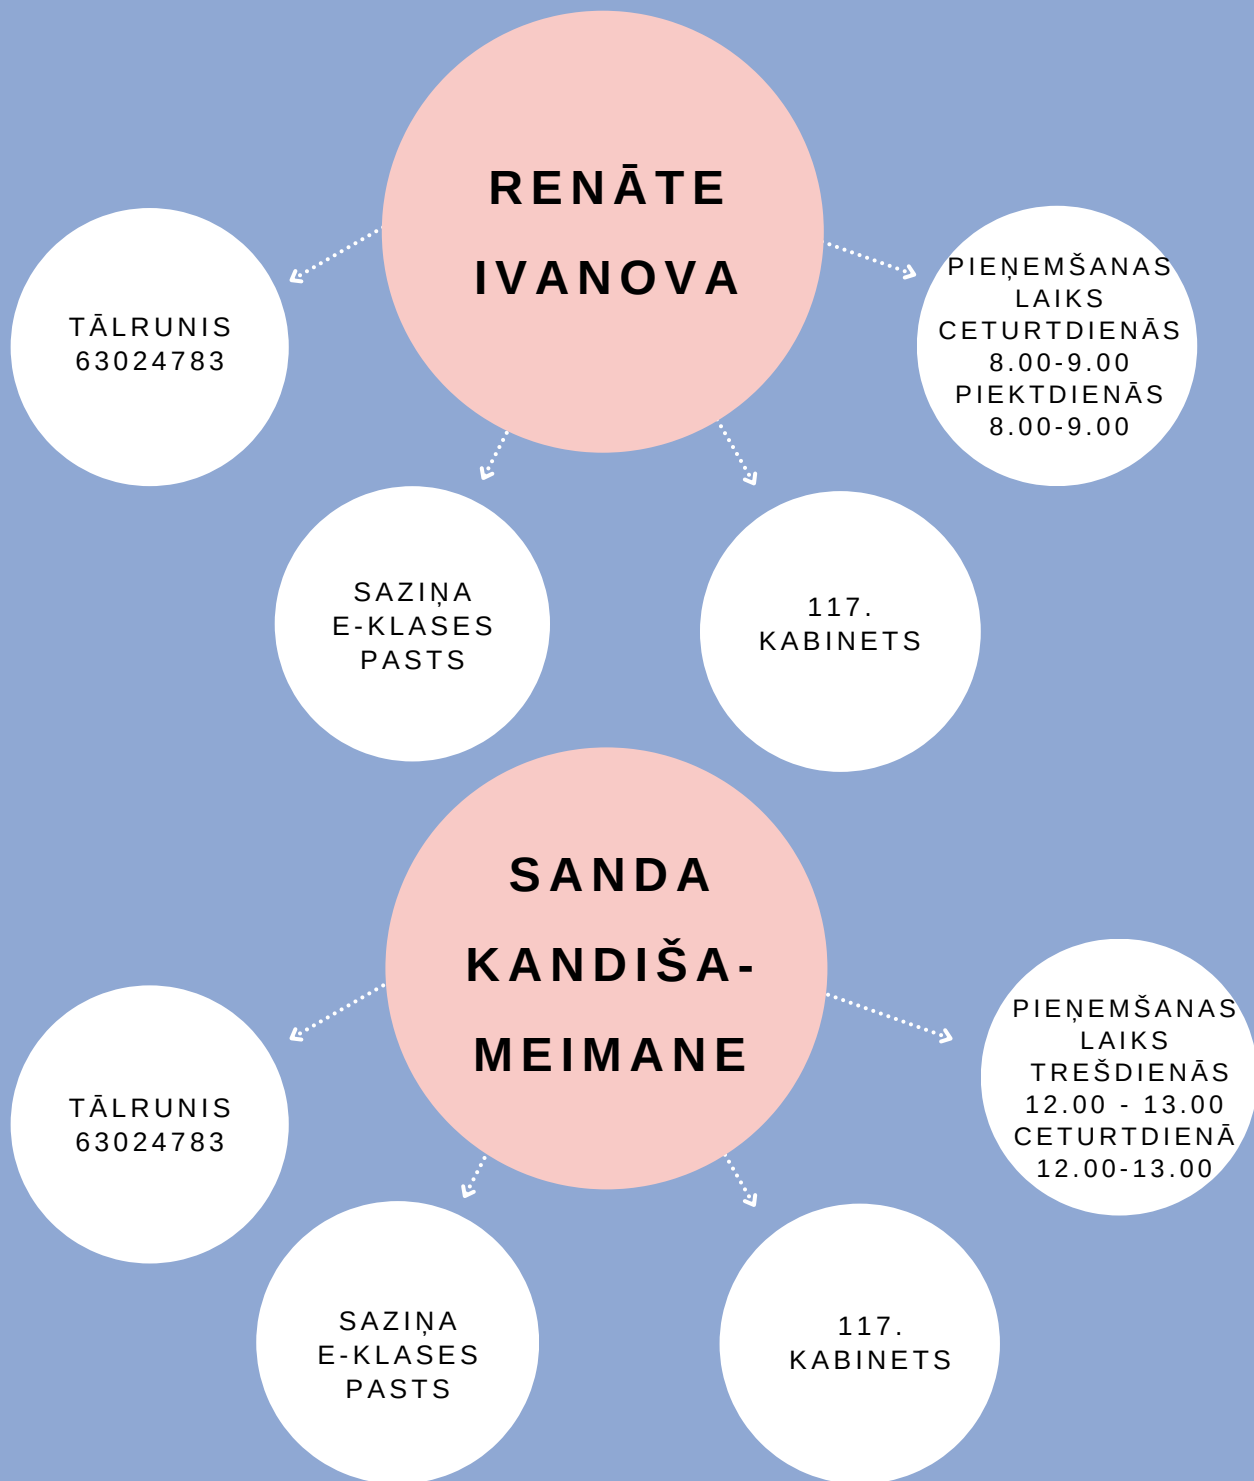 RENĀTE
IVANOVA
TĀLRUNIS
63024783
PIEŅEMŠANAS
LAIKS
CETURTDIENĀS
8.00-9.00
PIEKTDIENĀS
8.00-9.00
SAZIŅA
E-KLASES
PASTS
117.
KABINETS
SANDA
KANDIŠA-
MEIMANE
TĀLRUNIS
63024783
PIEŅEMŠANAS
LAIKS
TREŠDIENĀS
12.00 - 13.00
CETURTDIENĀ
12.00-13.00
SAZIŅA
E-KLASES
PASTS
117.
KABINETS